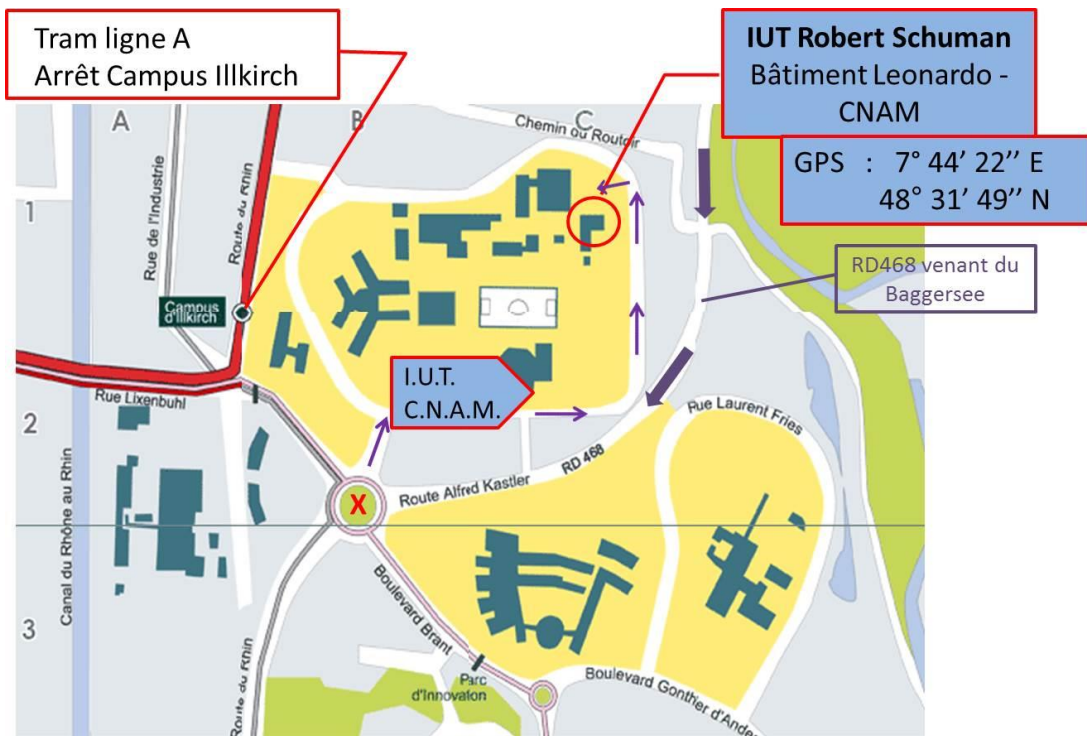 Tram ligne A
Arrêt Campus Illkirch
IUT Robert Schuman
Bâtiment Leonardo -
CNAM
GPS : 7° 44’ 22’’ E
48° 31’ 49’’ N
A
B
C
Chemin ou Routoir
1
Rue de l'Industrie
Route du Rhin
RD468 venant du
Baggersee
Campus
d'Illkirch
I.U.T.
C.N.A.M.
Rue Lixenbuhl
2
Rue Laurent Fries
RD 468
Route Alfred Kastler
X
Canal du Rhône au Rhin
3
Boulevard Brant
Route du Rhin
Parc
d'Innovation
Boulevard Gonthier d'Ander